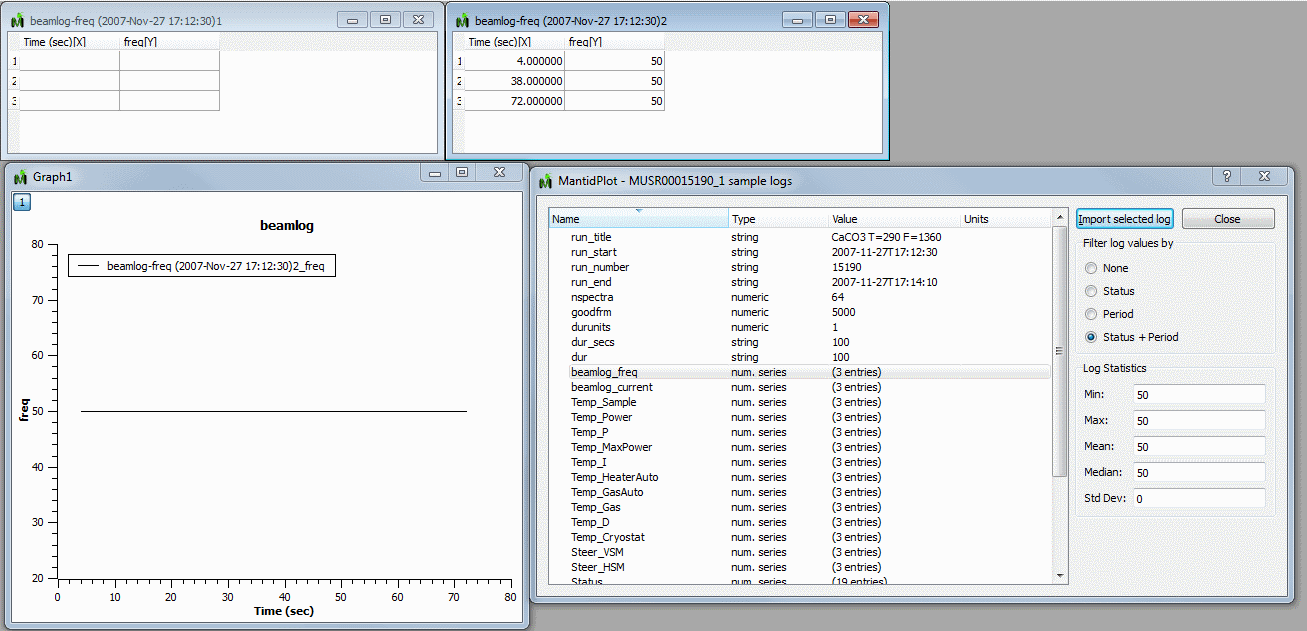 beamlog-freq (2007-Nov-27 17:12:30)1
Time (sec)[X] freq[Y]
1
2
3
beamlog-freq (2007-Nov-27 17:12:30)2
Time (sec)[X] freq[Y]
1 4.000000 50
2 38.000000 50
3 72.000000 50
Graph1
1
beamlog
beamlog-freq (2007-Nov-27 17:12:30)2_freq
80
70
60
50
40
30
20
freq
0 10 20 30 40 50 60 70 80
Time (sec)
MantidPlot - MUSR00015190_1 sample logs
?
Name Type Value Units
run_title string CaCO3 T=290 F=1360
run_start string 2007-11-27T17:12:30
run_number string 15190
run_end string 2007-11-27T17:14:10
nspectra numeric 64
goodfrm numeric 5000
durunits numeric 1
dur_secs string 100
dur string 100
beamlog_freq num. series (3 entries)
beamlog_current num. series (3 entries)
Temp_Sample num. series (3 entries)
Temp_Power num. series (3 entries)
Temp_P num. series (3 entries)
Temp_MaxPower num. series (3 entries)
Temp_I num. series (3 entries)
Temp_HeaterAuto num. series (3 entries)
Temp_GasAuto num. series (3 entries)
Temp_Gas num. series (3 entries)
Temp_D num. series (3 entries)
Temp_Cryostat num. series (3 entries)
Steer_VSM num. series (3 entries)
Steer_HSM num. series (3 entries)
Status num. series (19 entries)
Import selected log Close
Filter log values by
None
Status
Period
Status + Period
Log Statistics
Min: 50
Max: 50
Mean: 50
Median: 50
Std Dev: 0